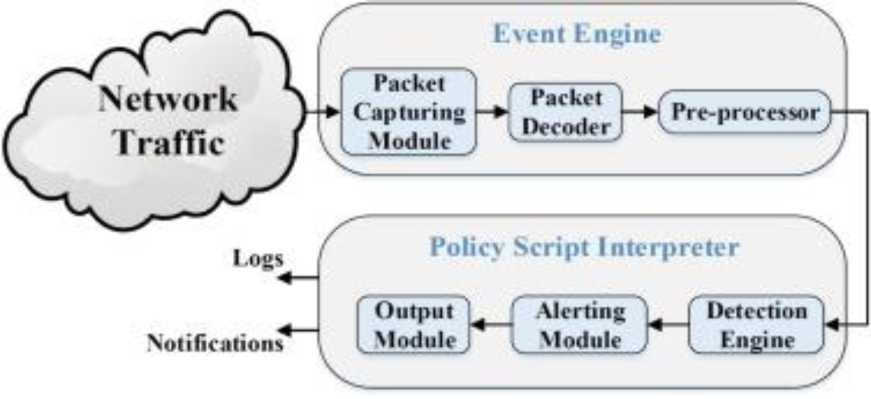 Network
Traffic
Event Engine
Packet
Capturing
Module
Packet
Decoder
Pre-processor
Policy Script Interpreter
Logs
Notifications
Output
Module
Alerting
Module
Detection
Engine